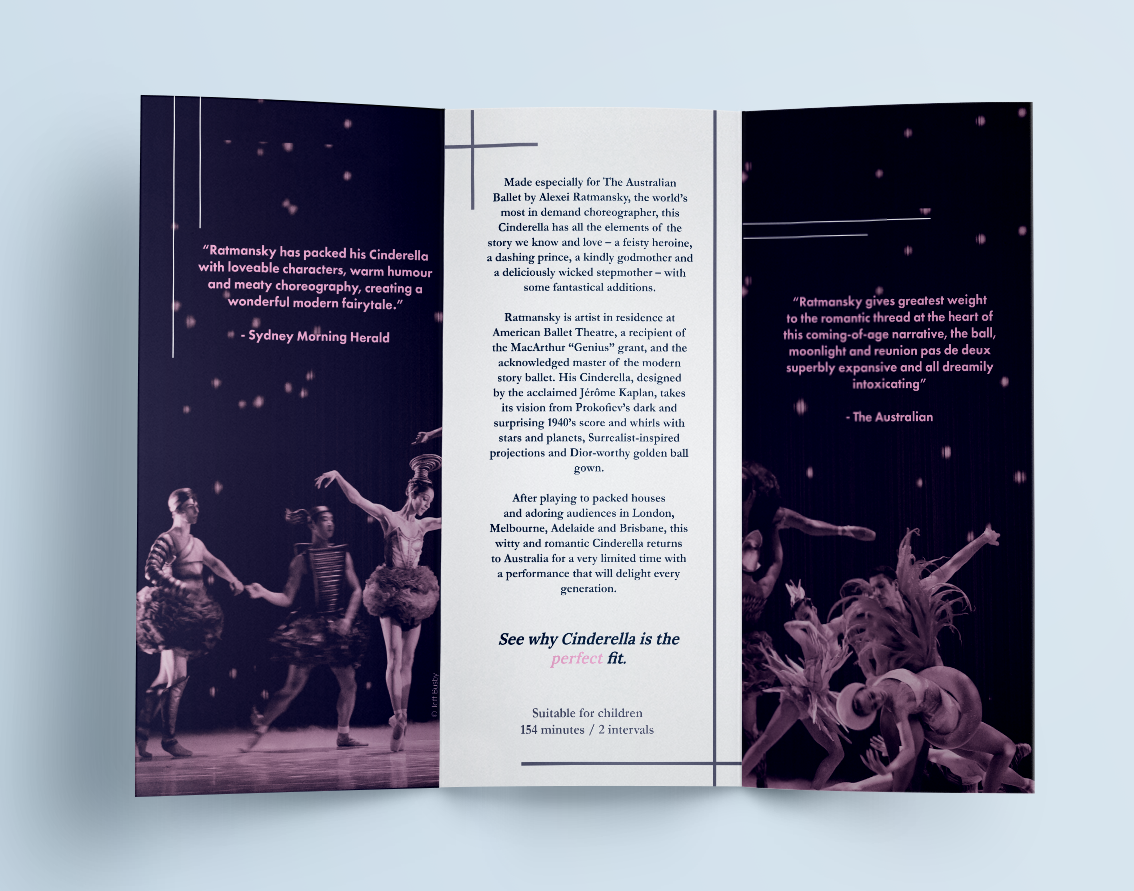 “Ratmansky has packed his Cinderella
with loveable characters, warm humour
and meaty choreography, creating a
wonderful modern fairytale.”
- Sydney Morning Herald
© Jeff Busby
Made especially for The Australian
Ballet by Alexei Ratmansky, the world’s
most in demand choreographer, this
Cinderella has all the elements of the
story we know and love – a feisty heroine,
a dashing prince, a kindly godmother and
a deliciously wicked stepmother – with
some fantastical additions.
Ratmansky is artist in residence at
American Ballet Theatre, a recipient of
the MacArthur “Genius” grant, and the
acknowledged master of the modern
story ballet. His Cinderella, designed
by the acclaimed Jérôme Kaplan, takes
its vision from Prokofiev’s dark and
surprising 1940’s score and whirls with
stars and planets, Surrealist-inspired
projections and Dior-worthy golden ball
gown.
After playing to packed houses
and adoring audiences in London,
Melbourne, Adelaide and Brisbane, this
witty and romantic Cinderella returns
to Australia for a very limited time with
a performance that will delight every
generation.
See why Cinderella is the
perfect fit.
Suitable for children
154 minutes / 2 intervals
“Ratmansky gives greatest weight
to the romantic thread at the heart of
this coming-of-age narrative, the ball,
moonlight and reunion pas de deux
superbly expansive and all dreamily
intoxicating”
- The Australian